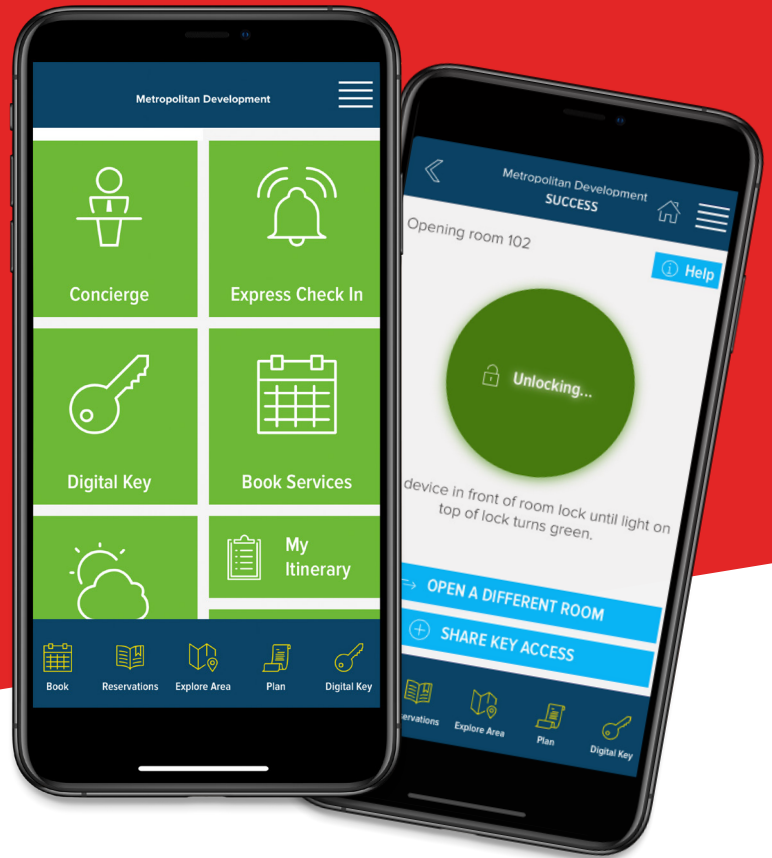 Metropolitan Development
Concierge
Express Check In
Digital Key
Book Services
My
Itinerary
Book
Reservations
Explore Area
Plan
Digital Key
Metropolitan Development
SUCCESS
Opening room 102
Help
Unlocking...
device in front of room lock until light on
top of lock turns green.
OPEN A DIFFERENT ROOM
SHARE KEY ACCESS
ervations
Explore Area
Plan
Digital Key